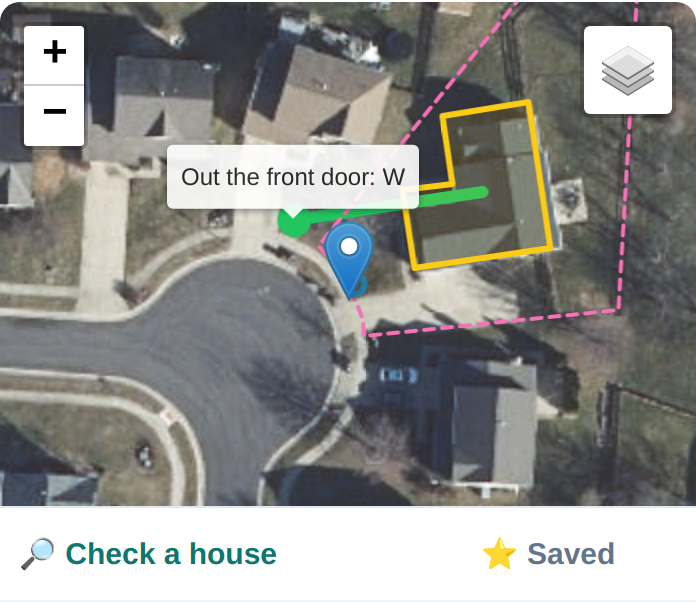 +
−
Out the front door: W
🔎 Check a house
⭐ Saved